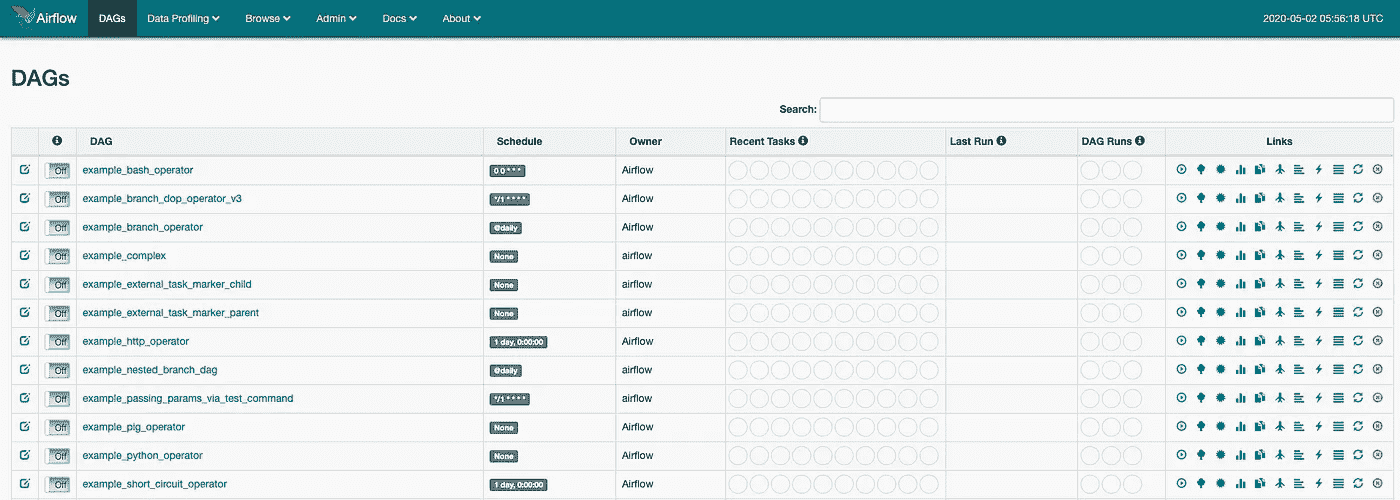 Airflow DAGs Data Profiling Browse Admin Docs About 2020-05-02 05:56:18 UTC
DAGs
Search:
DAG Schedule Owner Recent Tasks Last Run DAG Runs Links
Off example_bash_operator 0 0 * * * Airflow
Off example_branch_dop_operator_v3 */1 * * * * Airflow
Off example_branch_operator @daily Airflow
Off example_complex None airflow
Off example_external_task_marker_child None airflow
Off example_external_task_marker_parent None airflow
Off example_http_operator 1 day, 0:00:00 Airflow
Off example_nested_branch_dag @daily airflow
Off example_passing_params_via_test_command */1 * * * * airflow
Off example_pig_operator None Airflow
Off example_python_operator None Airflow
Off example_short_circuit_operator 1 day, 0:00:00 Airflow